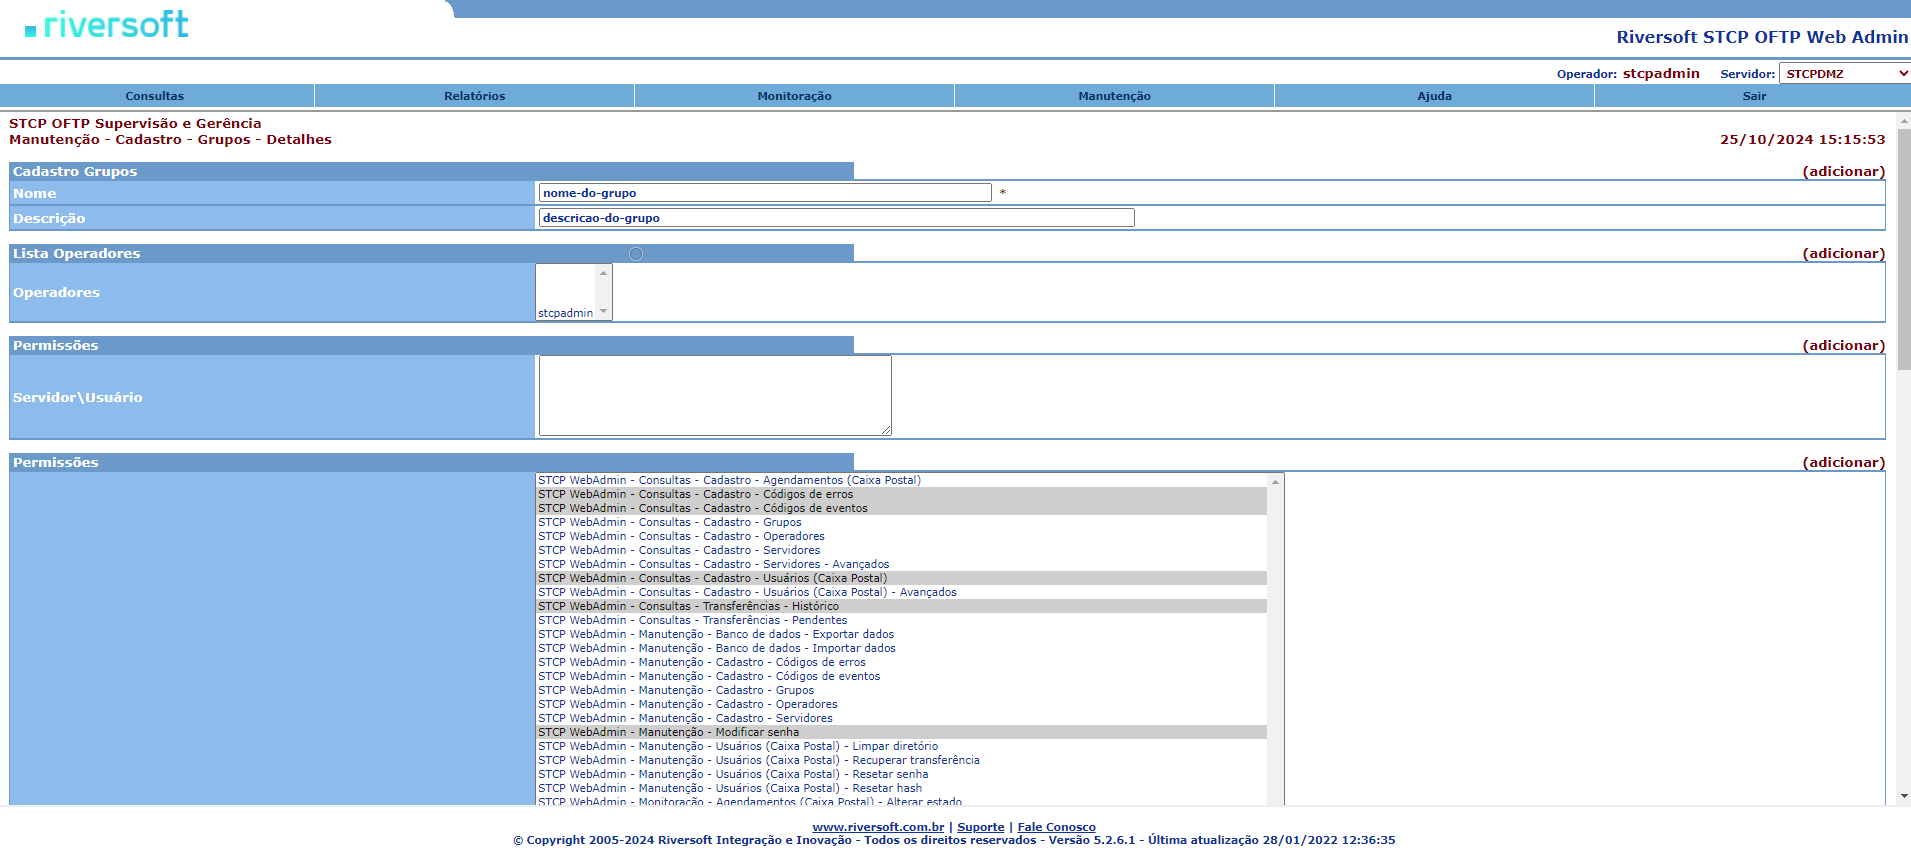 riversoft
Riversoft STCP OFTP Web Admin
Operador: stcpadmin Servidor: STCPDMZ
Consultas Relatórios Monitoração Manutenção Ajuda Sair
STCP OFTP Supervisão e Gerência
Manutenção - Cadastro - Grupos - Detalhes 25/10/2024 15:15:53
Cadastro Grupos (adicionar)
Nome nome-do-grupo *
Descrição descricao-do-grupo
Lista Operadores (adicionar)
Operadores stcpadmin
Permissões (adicionar)
Servidor\Usuário
Permissões (adicionar)
STCP WebAdmin - Consultas - Cadastro - Agendamentos (Caixa Postal)
STCP WebAdmin - Consultas - Cadastro - Códigos de erros
STCP WebAdmin - Consultas - Cadastro - Códigos de eventos
STCP WebAdmin - Consultas - Cadastro - Grupos
STCP WebAdmin - Consultas - Cadastro - Operadores
STCP WebAdmin - Consultas - Cadastro - Servidores
STCP WebAdmin - Consultas - Cadastro - Servidores - Avançados
STCP WebAdmin - Consultas - Cadastro - Usuários (Caixa Postal)
STCP WebAdmin - Consultas - Cadastro - Usuários (Caixa Postal) - Avançados
STCP WebAdmin - Consultas - Transferências - Histórico
STCP WebAdmin - Consultas - Transferências - Pendentes
STCP WebAdmin - Manutenção - Banco de dados - Exportar dados
STCP WebAdmin - Manutenção - Banco de dados - Importar dados
STCP WebAdmin - Manutenção - Cadastro - Códigos de erros
STCP WebAdmin - Manutenção - Cadastro - Códigos de eventos
STCP WebAdmin - Manutenção - Cadastro - Grupos
STCP WebAdmin - Manutenção - Cadastro - Operadores
STCP WebAdmin - Manutenção - Cadastro - Servidores
STCP WebAdmin - Manutenção - Modificar senha
STCP WebAdmin - Manutenção - Usuários (Caixa Postal) - Limpar diretório
STCP WebAdmin - Manutenção - Usuários (Caixa Postal) - Recuperar transferência
STCP WebAdmin - Manutenção - Usuários (Caixa Postal) - Resetar senha
STCP WebAdmin - Manutenção - Usuários (Caixa Postal) - Resetar hash
STCP WebAdmin - Monitoração - Agendamentos (Caixa Postal) - Alterar estado
www.riversoft.com.br | Suporte | Fale Conosco
© Copyright 2005-2024 Riversoft Integração e Inovação - Todos os direitos reservados - Versão 5.2.6.1 - Última atualização 28/01/2022 12:36:35